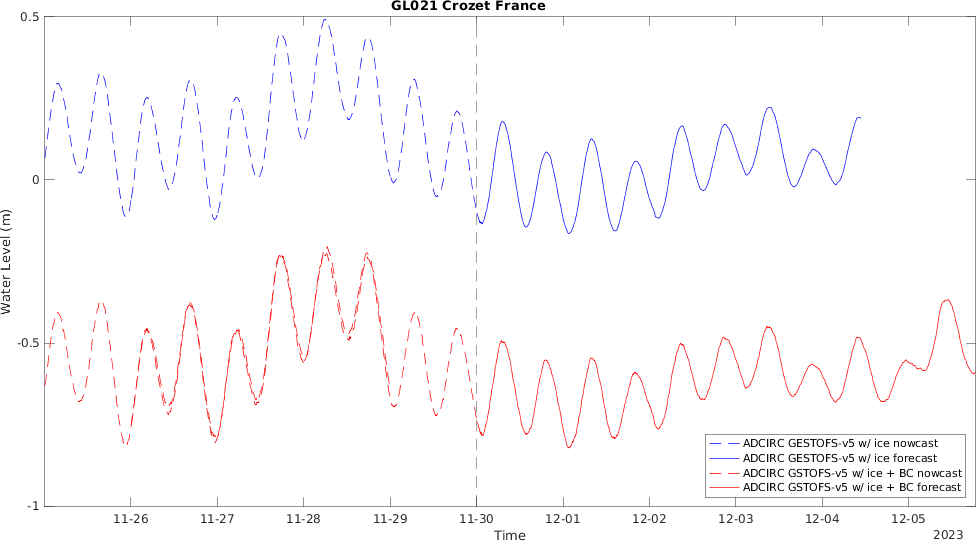 GL021 Crozet France
Water Level (m)
0.5
0
-0.5
-1
11-26 11-27 11-28 11-29 11-30 12-01 12-02 12-03 12-04 12-05
Time
2023
ADCIRC GESTOFS-v5 w/ ice nowcast
ADCIRC GESTOFS-v5 w/ ice forecast
ADCIRC GSTOFS-v5 w/ ice + BC nowcast
ADCIRC GSTOFS-v5 w/ ice + BC forecast